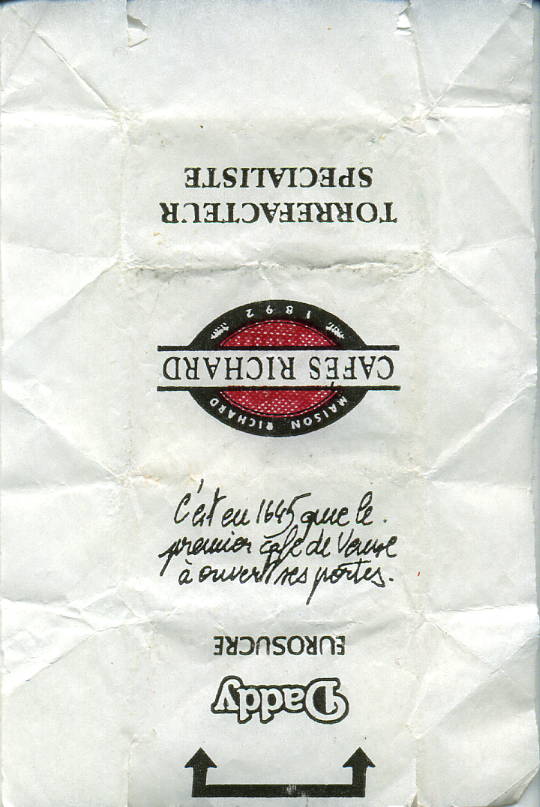 TORREFACTEUR
SPECIALISTE
MAISON RICHARD
CAFÉS RICHARD
1892
C'est en 1645 que le
premier café de Venise
à ouvert ses portes.
EUROSUCRE
Daddy